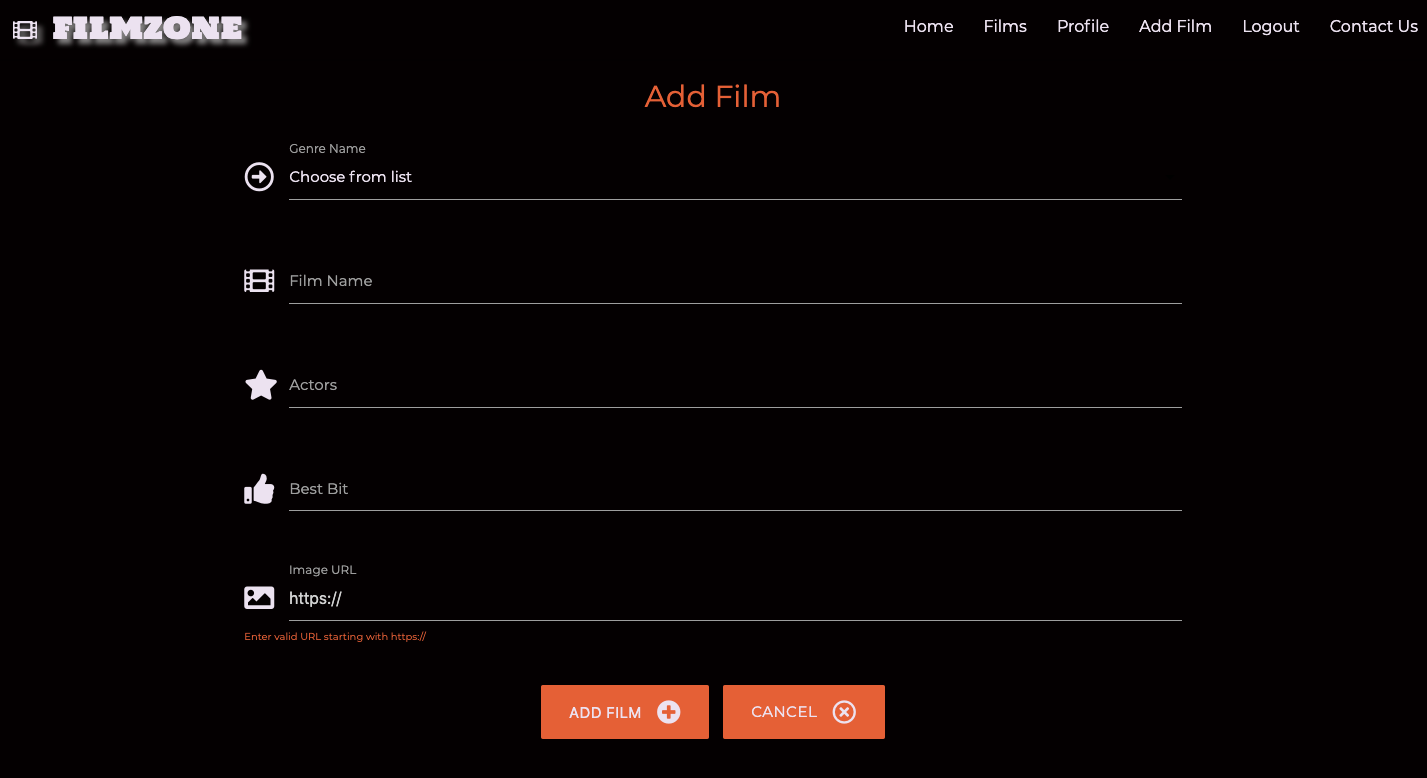 FILMZONE
Home Films Profile Add Film Logout Contact Us
Add Film
Genre Name
Choose from list
Film Name
Actors
Best Bit
Image URL
https://
Enter valid URL starting with https://
ADD FILM
CANCEL